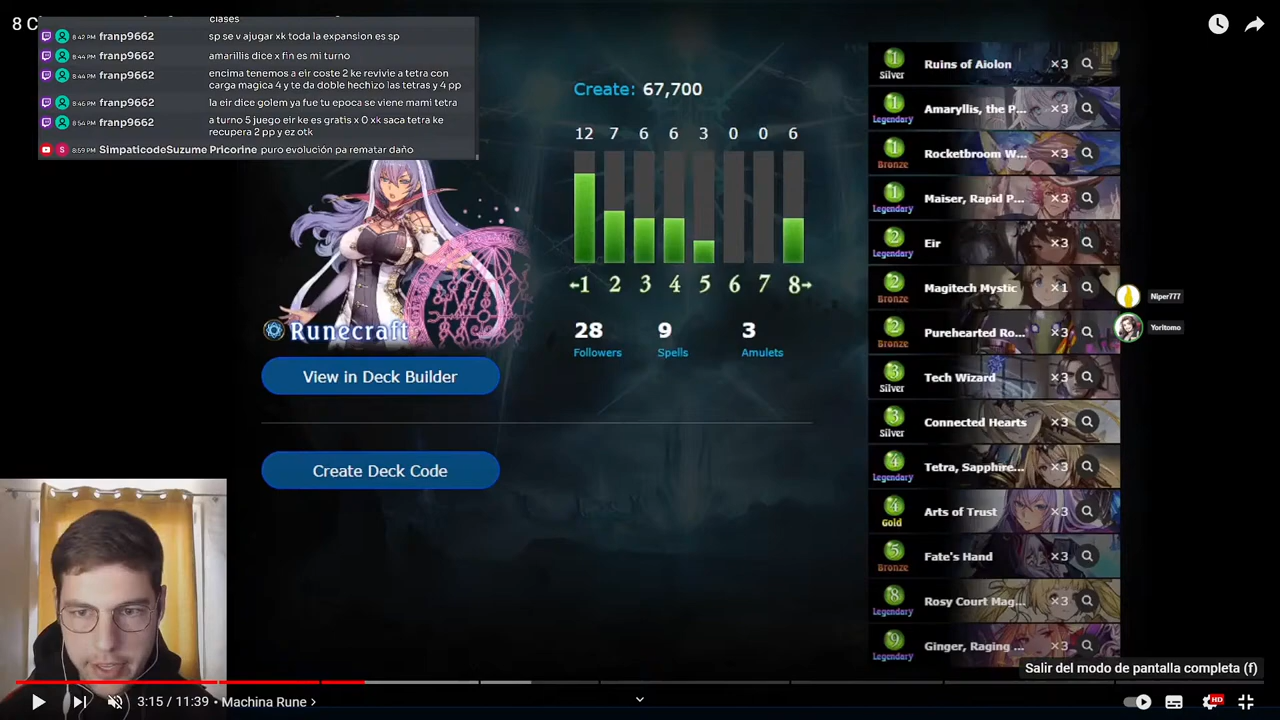 8 C
clases
8:42 PM franp9662 sp se v ajugar xk toda la expansion es sp
8:44 PM franp9662 amarillis dice x fin es mi turno
8:44 PM franp9662 encima tenemos a eir coste 2 ke revivie a tetra con
carga magica 4 y te da doble hichizo las tetras y 4 pp
8:46 PM franp9662 la eir dice golem ya fue tu epoca se viene mami tetra
8:54 PM franp9662 a turno 5 juego eir ke es gratis x 0 xk saca tetra ke
recupera 2 pp y ez otk
8:59 PM SimpaticodeSuzame Pricorine puro evolución pa rematar daño
Create: 67,700
12 7 6 6 3 0 0 6
←1 2 3 4 5 6 7 8→
Runecraft
28 9 3
Followers Spells Amulets
View in Deck Builder
Create Deck Code
1 Silver Ruins of Aiolon ×3
1 Legendary Amaryllis, the P... ×3
1 Bronze Rocketbroom W... ×3
1 Legendary Maiser, Rapid P... ×3
2 Legendary Eir ×3
2 Bronze Magitech Mystic ×1
2 Bronze Purehearted Ro... ×3
3 Silver Tech Wizard ×3
3 Silver Connected Hearts ×3
4 Legendary Tetra, Sapphire... ×3
4 Gold Arts of Trust ×3
5 Bronze Fate's Hand ×3
8 Legendary Rosy Court Mag... ×3
9 Legendary Ginger, Raging ... ×3
Niper777
Yoritomo
Salir del modo de pantalla completa (f)
3:15 / 11:39 • Machina Rune >
HD